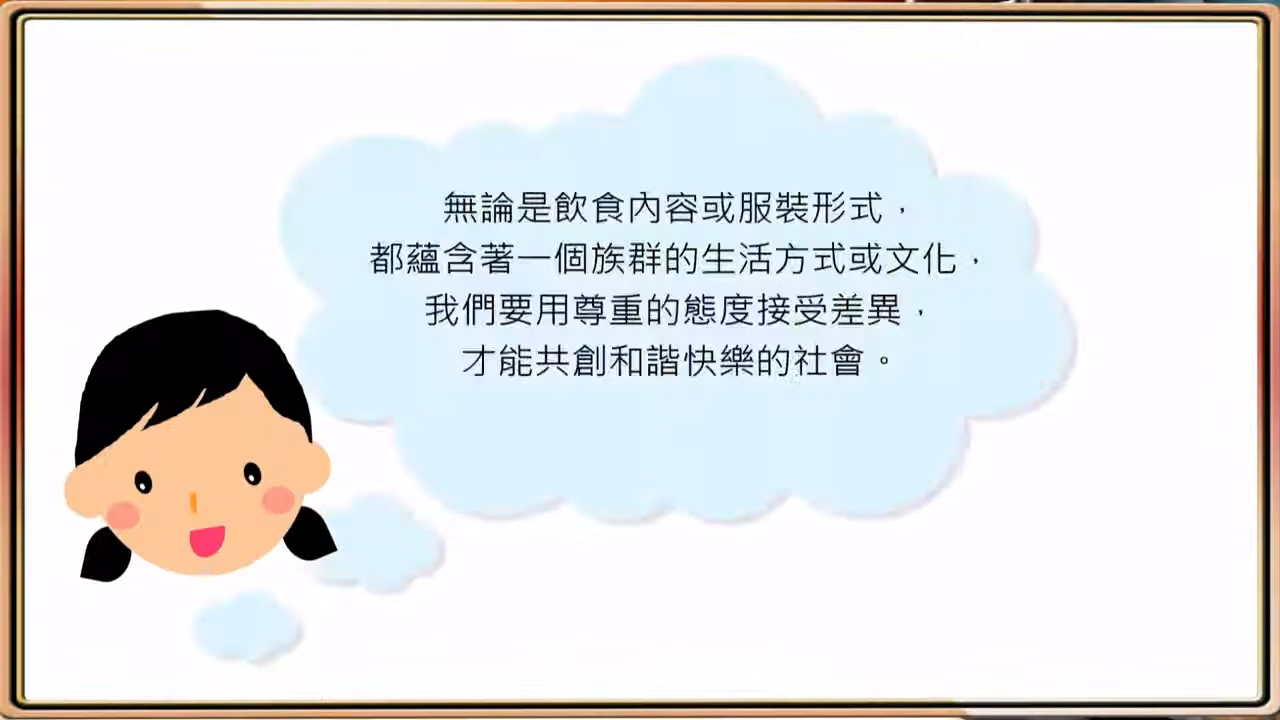 無論是飲食內容或服裝形式，
都蘊含著一個族群的生活方式或文化，
我們要用尊重的態度接受差異，
才能共創和諧快樂的社會。